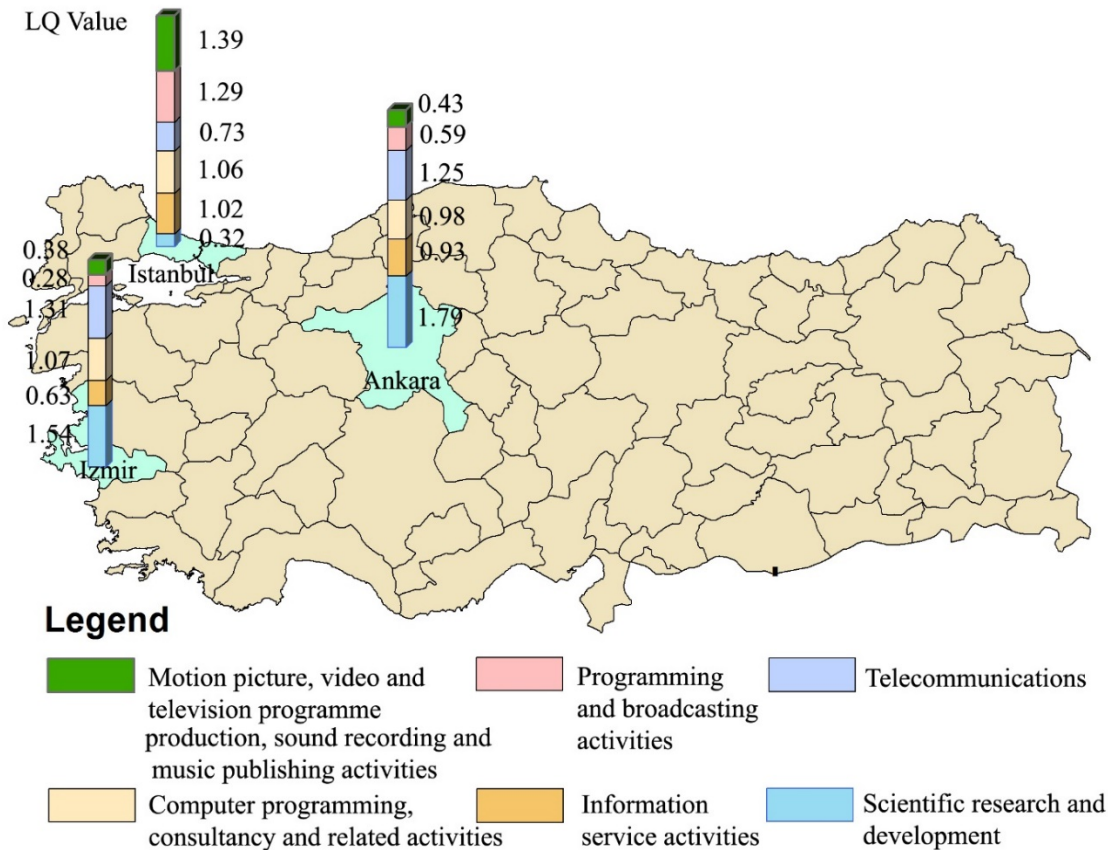 LQ Value
1.39
1.29
0.73
1.06
1.02
0.32
Istanbul
0.43
0.59
1.25
0.98
0.93
1.79
Ankara
0.38
0.28
1.31
1.07
0.63
1.54
Izmir
Legend
Motion picture, video and
television programme
production, sound recording and
music publishing activities
Programming
and broadcasting
activities
Telecommunications
Computer programming,
consultancy and related activities
Information
service activities
Scientific research and
development